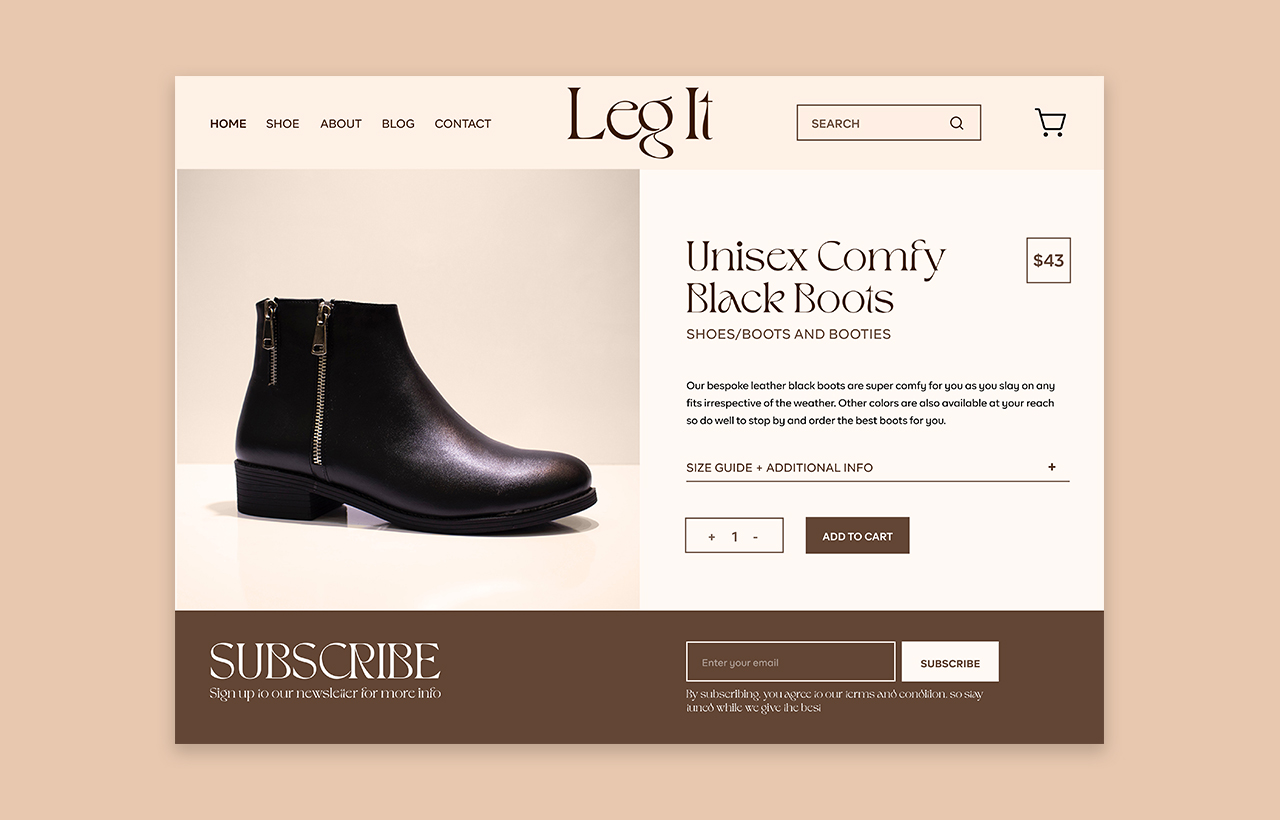 HOME SHOE ABOUT BLOG CONTACT
Leg It
SEARCH
Unisex Comfy
Black Boots
$43
SHOES/BOOTS AND BOOTIES
Our bespoke leather black boots are super comfy for you as you slay on any
fits irrespective of the weather. Other colors are also available at your reach
so do well to stop by and order the best boots for you.
SIZE GUIDE + ADDITIONAL INFO +
+ 1 -
ADD TO CART
SUBSCRIBE
Sign up to our newsletter for more info
Enter your email
SUBSCRIBE
By subscribing, you agree to our terms and condition, so stay
tuned while we give the best